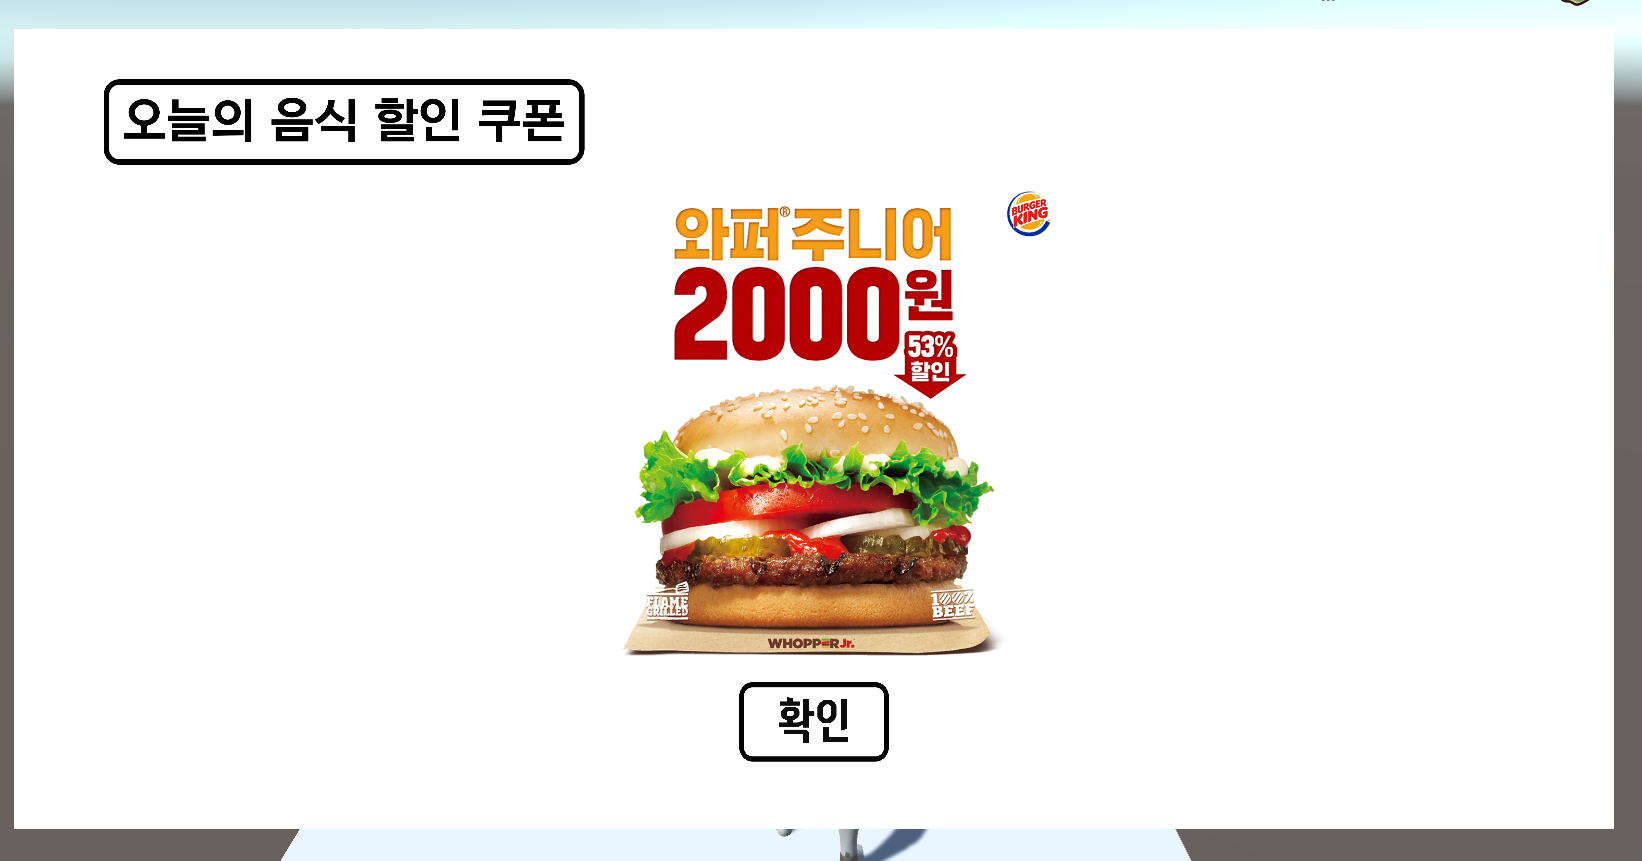 오늘의 음식 할인 쿠폰
BURGER
KING
와퍼® 주니어
2000원
53%
할인
FLAME
GRILLED
100%
BEEF
WHOPPER Jr.
확인